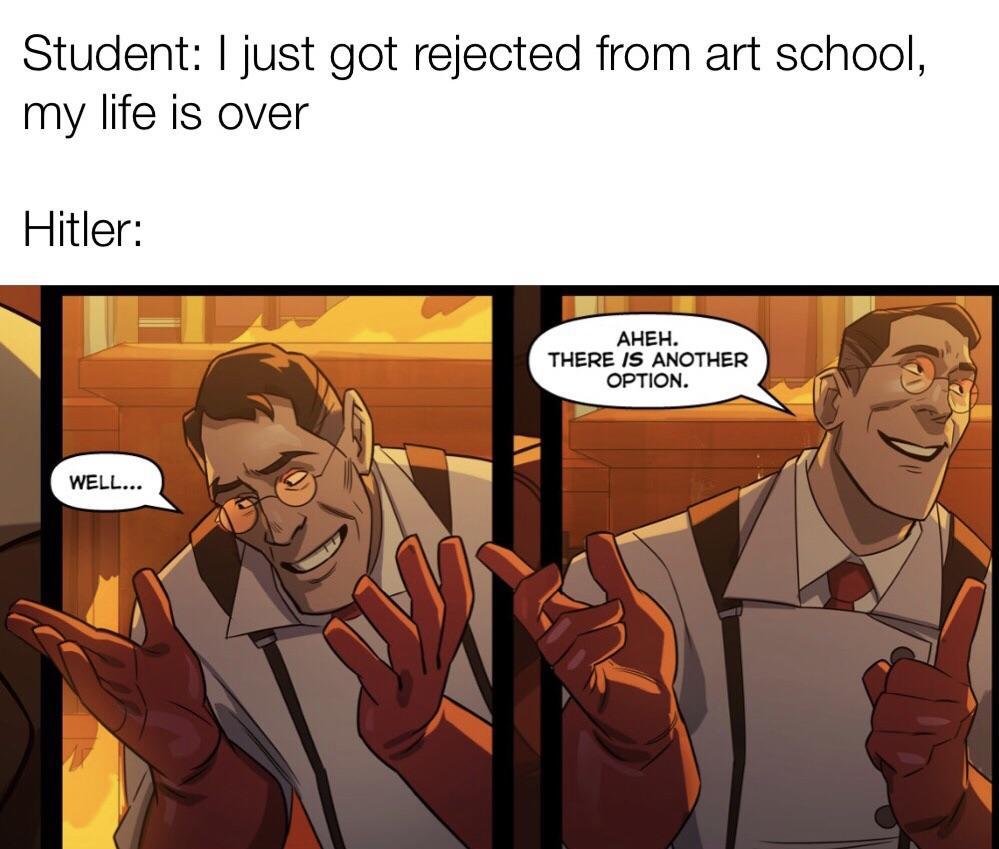 Student: I just got rejected from art school,
my life is over
Hitler:
WELL...
AHEH.
THERE IS ANOTHER
OPTION.